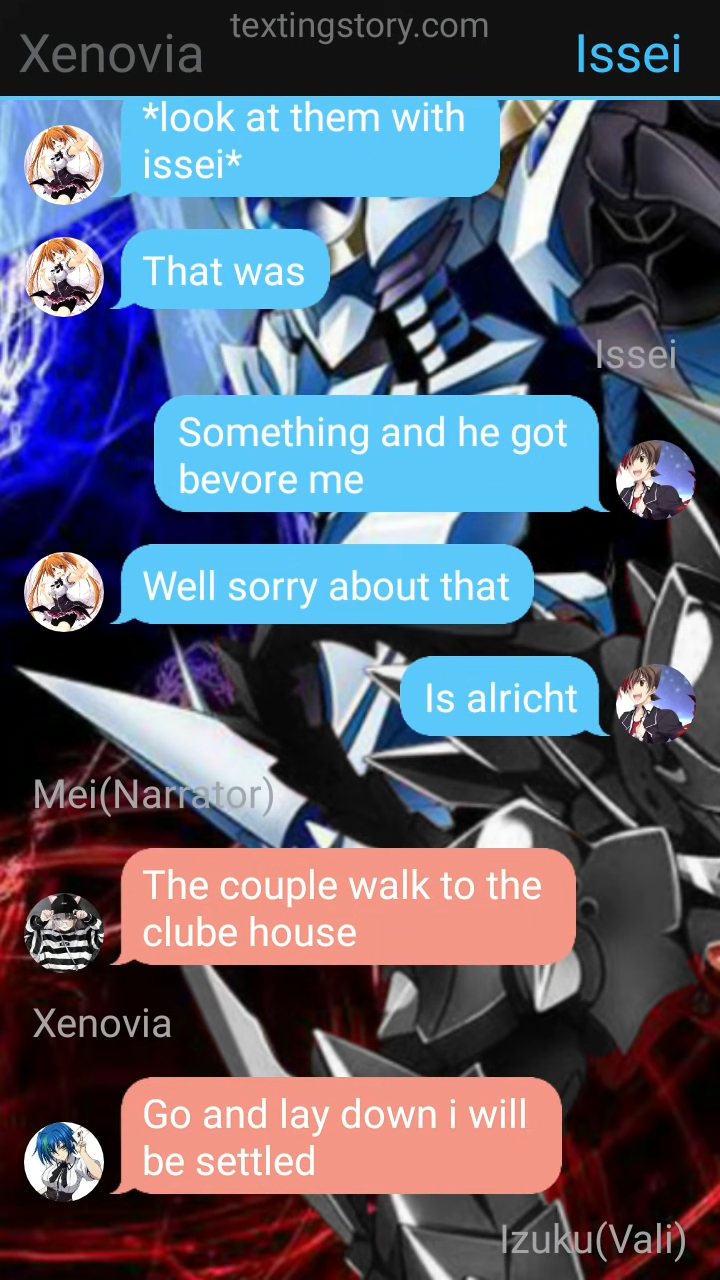 textingstory.com
Xenovia
Issei
*look at them with
issei*
That was
Issei
Something and he got
bevore me
Well sorry about that
Is alricht
Mei(Narrator)
The couple walk to the
clube house
Xenovia
Go and lay down i will
be settled
Izuku(Vali)